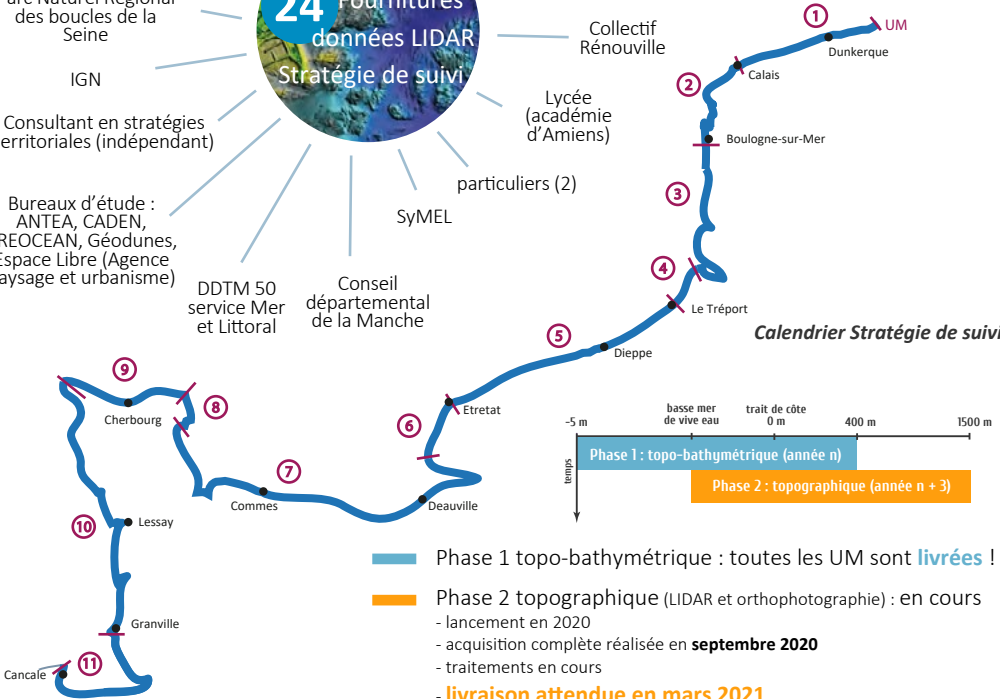 des boucles de la
Seine
IGN
Consultant en stratégies
(indépendant)
Bureaux d'étude :
ANTEA, CADEN,
Géodunes,
Espace Libre (Agence
et urbanisme)
DDTM 50
service Mer
et Littoral
Conseil
départemental
de la Manche
SyMEL
particuliers (2)
Lycée
(académie
d'Amiens)
Collectif
Rénouville
24 Fournitures
données LIDAR
Stratégie de suivi
1
UM
Dunkerque
Calais
2
Boulogne-sur-Mer
3
4
Le Tréport
5
Dieppe
Etretat
6
7
Deauville
Commes
8
9
Cherbourg
10
Lessay
Granville
11
Cancale
Calendrier Stratégie de suivi
basse mer
de vive eau
trait de côte
-5 m
0 m
400 m
1500 m
temps
Phase 1 : topo-bathymétrique (année n)
Phase 2 : topographique (année n + 3)
Phase 1 topo-bathymétrique : toutes les UM sont livrées !
Phase 2 topographique (LIDAR et orthophotographie) : en cours
- lancement en 2020
- acquisition complète réalisée en septembre 2020
- traitements en cours
- livraison attendue en mars 2021